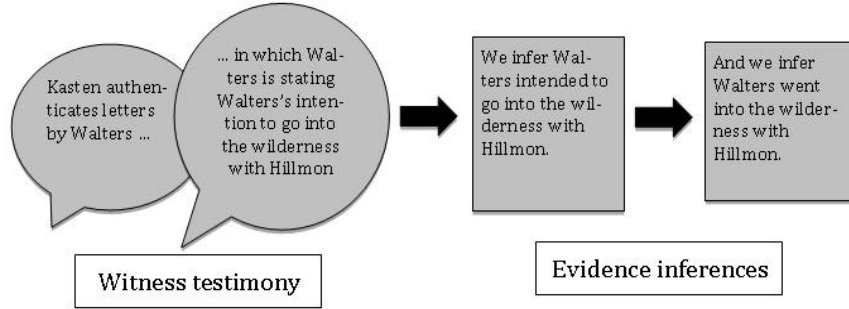 Kasten authen-
ticates letters
by Walters ...
... in which Wal-
ters is stating
Walters's inten-
tion to go into
the wilderness
with Hillmon
We infer Wal-
ters intended to
go into the wil-
derness with
Hillmon.
And we infer
Walters went
into the wilder-
ness with
Hillmon.
Witness testimony
Evidence inferences